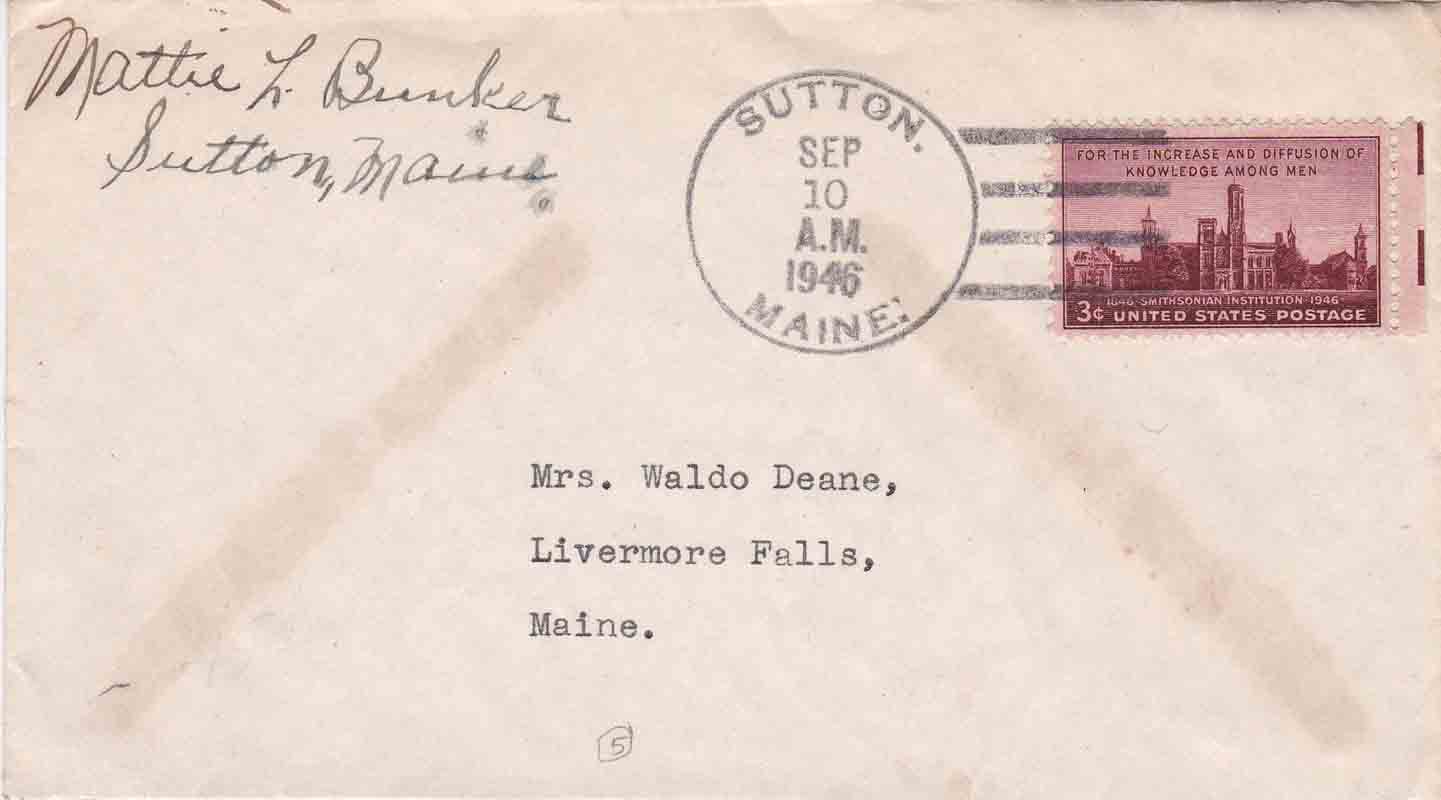 Mattie L. Bunker
Sutton, Maine
SUTTON.
SEP
10
A.M.
1946
MAINE.
FOR THE INCREASE AND DIFFUSION OF
KNOWLEDGE AMONG MEN
1846·SMITHSONIAN INSTITUTION·1946
3¢ UNITED STATES POSTAGE
Mrs. Waldo Deane,
Livermore Falls,
Maine.
5